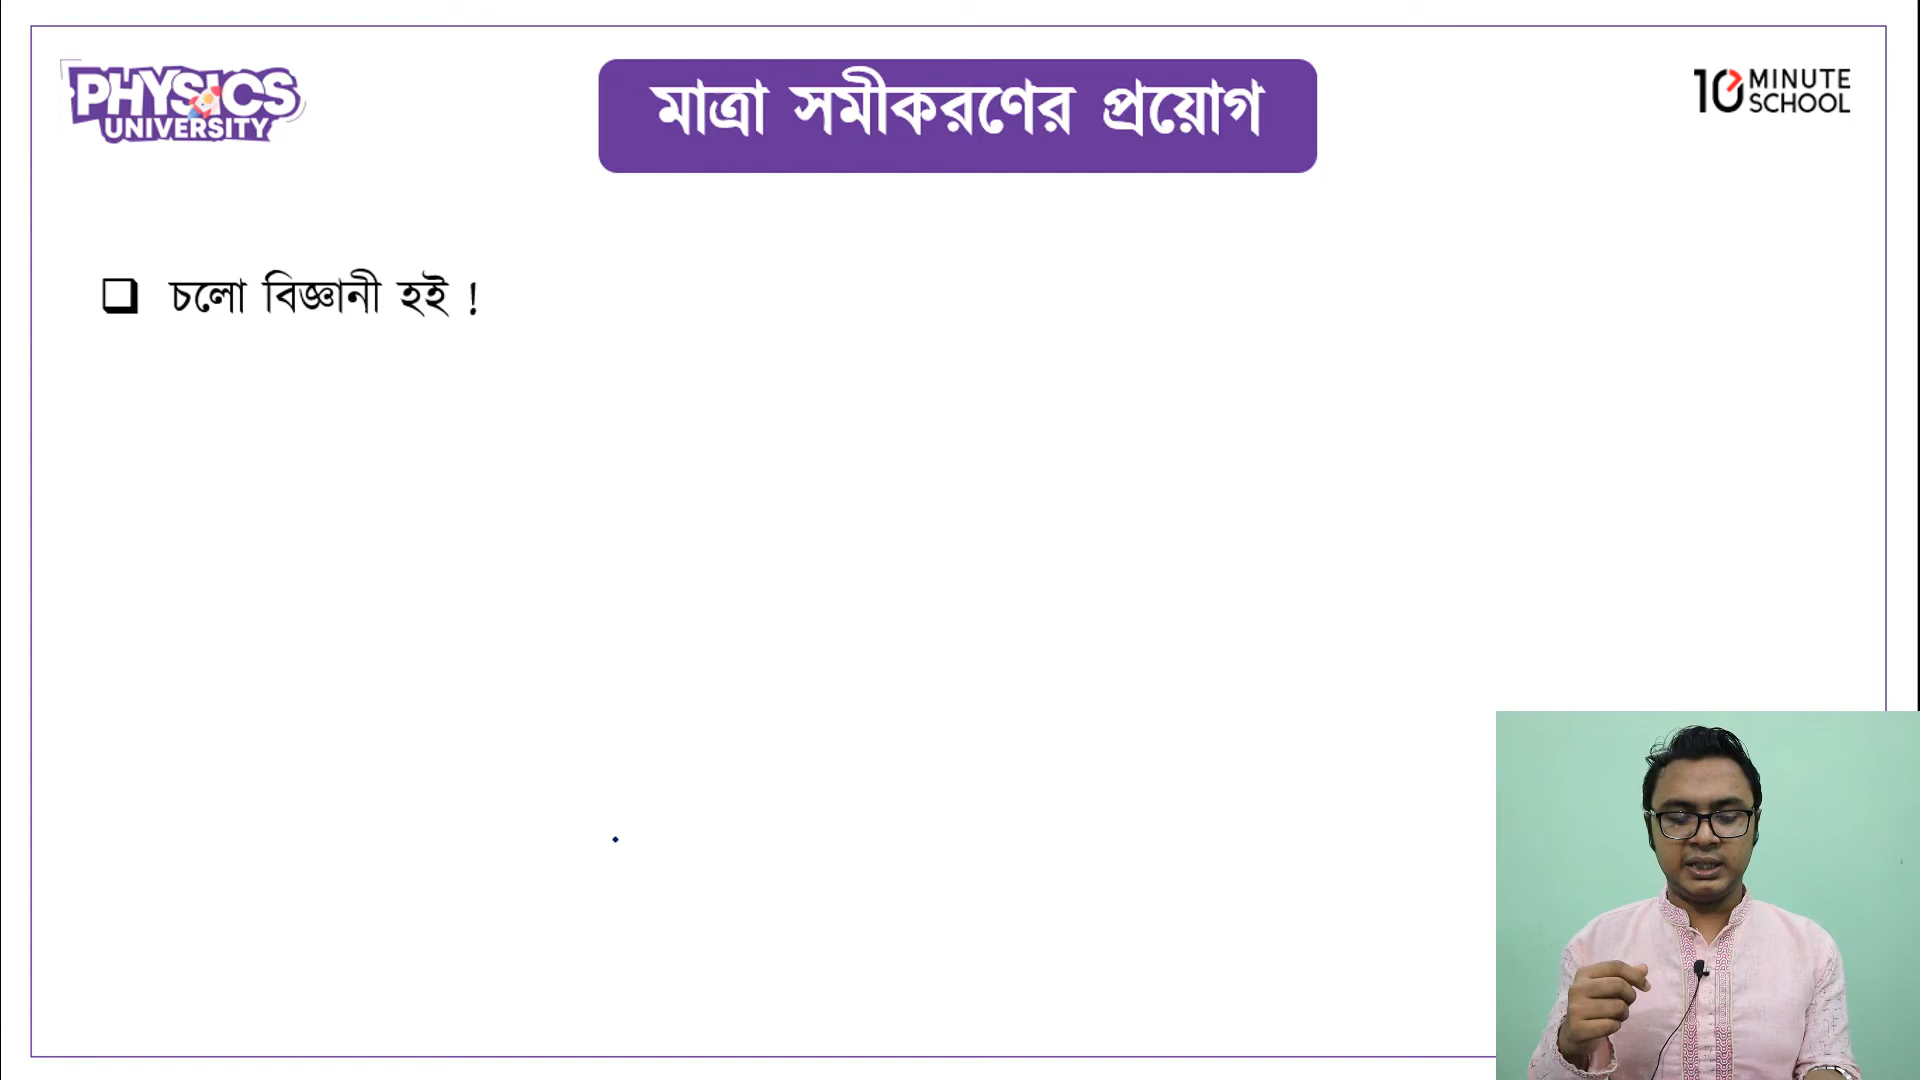 PHYSICS
UNIVERSITY
মাত্রা সমীকরণের প্রয়োগ
10 MINUTE
SCHOOL
চলো বিজ্ঞানী হই !